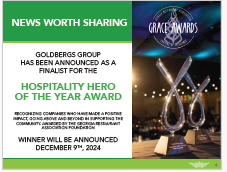 NEWS WORTH SHARING
GRACE AWARDS
GOLDBERGS GROUP
HAS BEEN ANNOUNCED AS A
FINALIST FOR THE
HOSPITALITY HERO
OF THE YEAR AWARD
RECOGNIZING COMPANIES WHO HAVE MADE A POSITIVE
IMPACT, GOING ABOVE AND BEYOND IN SUPPORTING THE
COMMUNITY, AWARDED BY THE GEORGIA RESTAURANT
ASSOCIATION FOUNDATION
WINNER WILL BE ANNOUNCED
DECEMBER 9TH, 2024